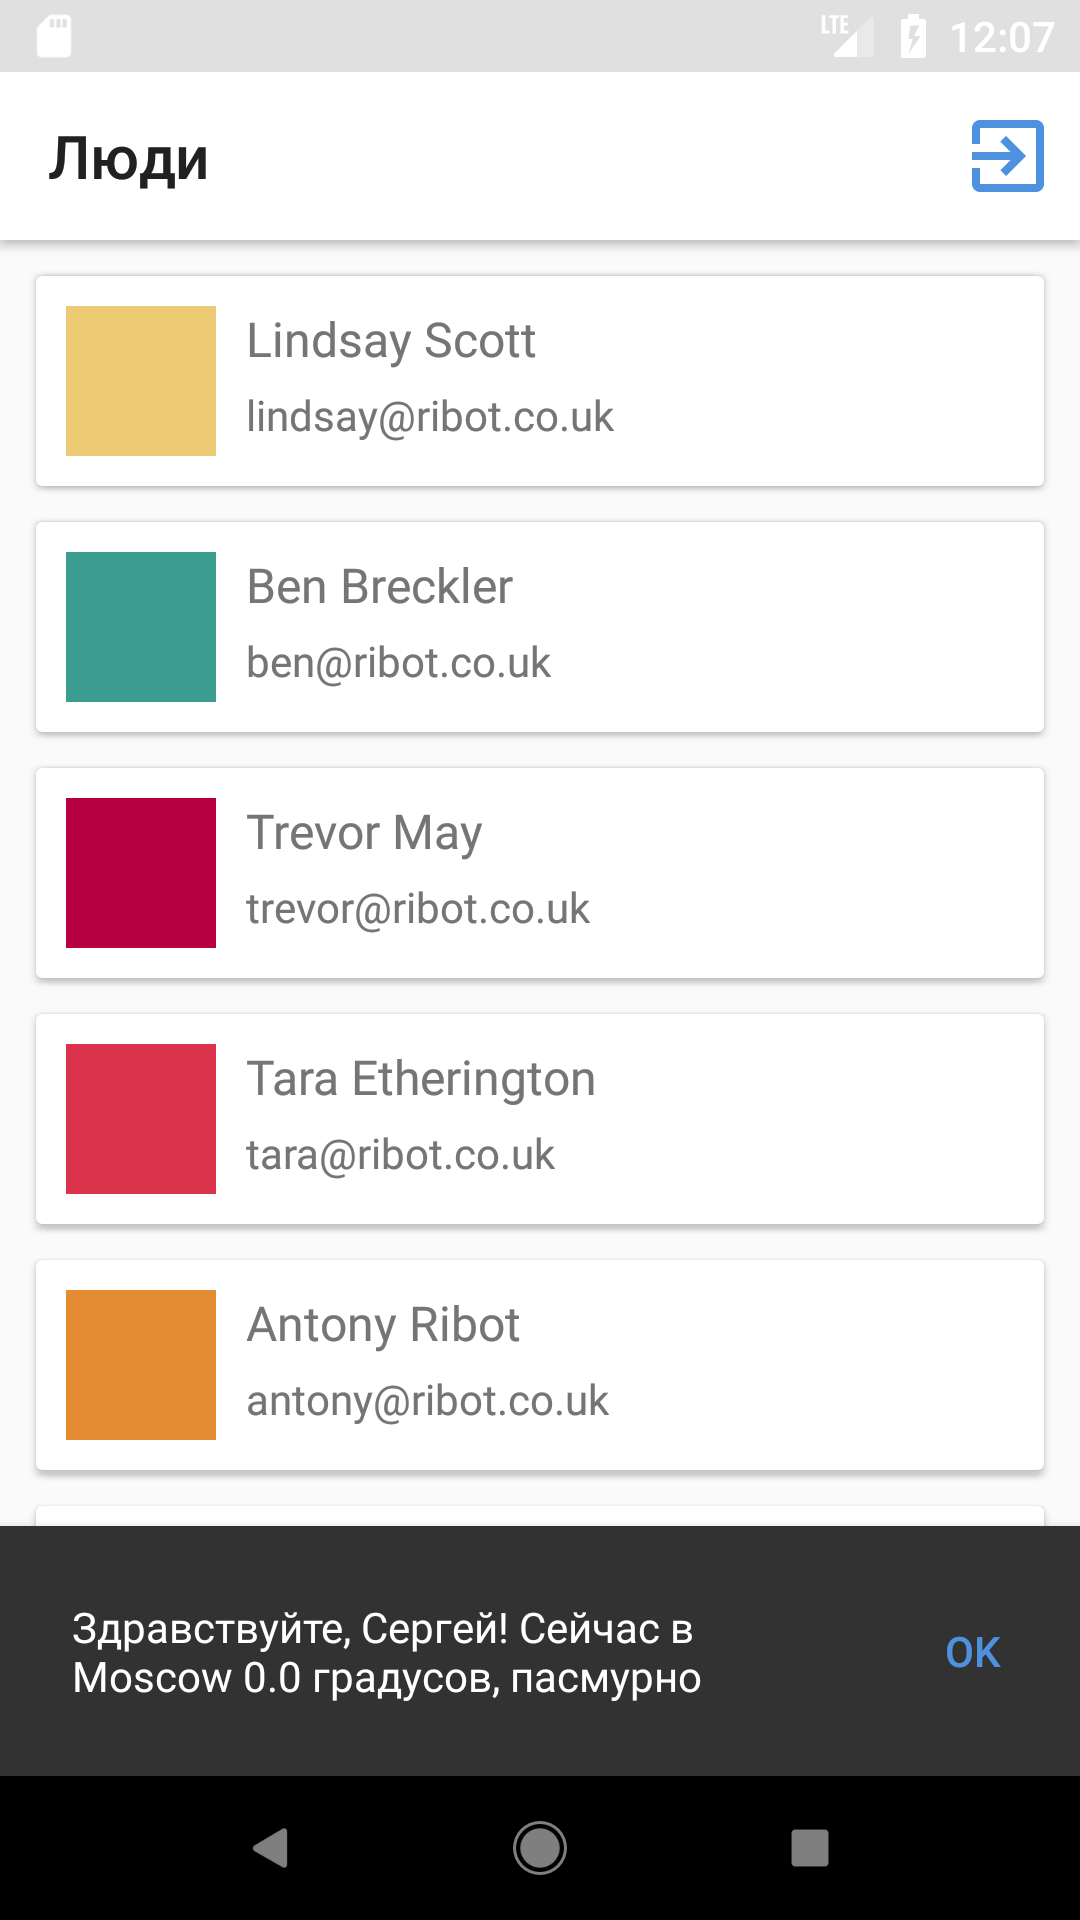 LTE 12:07
Люди
Lindsay Scott
lindsay@ribot.co.uk
Ben Breckler
ben@ribot.co.uk
Trevor May
trevor@ribot.co.uk
Tara Etherington
tara@ribot.co.uk
Antony Ribot
antony@ribot.co.uk
Здравствуйте, Сергей! Сейчас в
Moscow 0.0 градусов, пасмурно
OK